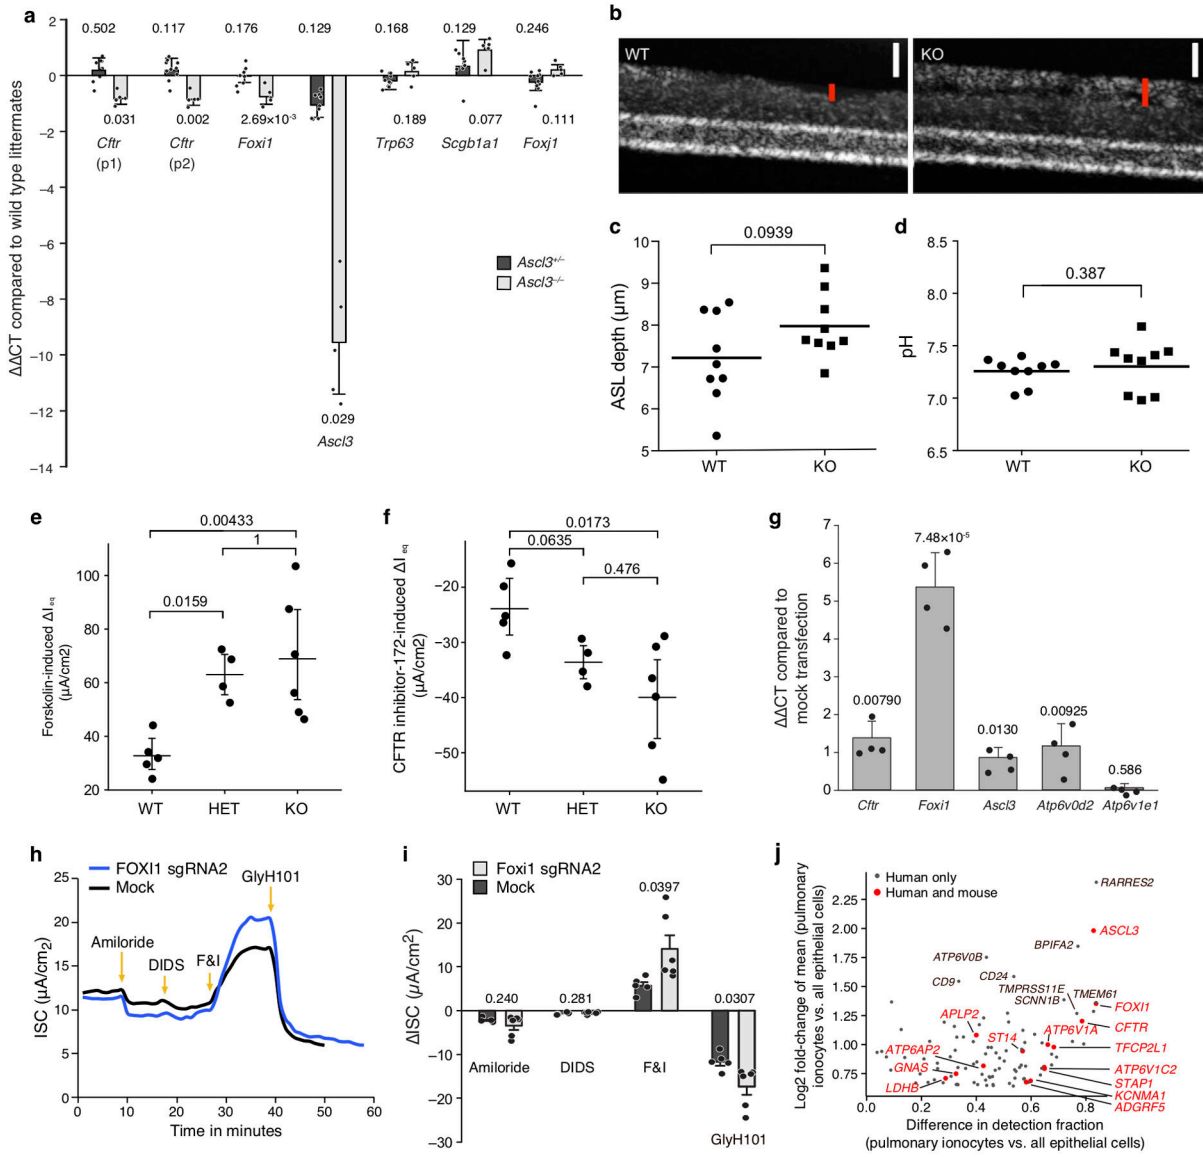 a
ΔΔCT compared to wild type littermates
2
0
−2
−4
−6
−8
−10
−12
−14
0.502
0.117
0.176
0.129
0.168
0.129
0.246
0.031
0.002
2.69×10-3
0.189
0.077
0.111
Cftr
(p1)
Cftr
(p2)
Foxi1
Trp63
Scgb1a1
Foxj1
Ascl3+/−
Ascl3−/−
0.029
Ascl3
b
WT
KO
c
ASL depth (μm)
10
9
8
7
6
5
0.0939
WT
KO
d
pH
8.5
8.0
7.5
7.0
6.5
0.387
WT
KO
e
Forskolin-induced ΔI eq
(μA/cm2)
100
80
60
40
20
0.00433
1
0.0159
WT
HET
KO
f
CFTR inhibitor-172-induced ΔI eq
(μA/cm2)
−20
−30
−40
−50
0.0173
0.0635
0.476
WT
HET
KO
g
ΔΔCT compared to
mock transfection
7
6
5
4
3
2
1
0
0.00790
7.48×10-5
0.0130
0.00925
0.586
Cftr
Foxi1
Ascl3
Atp6v0d2
Atp6v1e1
h
FOXI1 sgRNA2
Mock
ISC (μA/cm2)
25
20
15
10
5
0
Amiloride
DIDS
F&I
GlyH101
0
10
20
30
40
50
60
Time in minutes
i
Foxi1 sgRNA2
Mock
ΔISC (μA/cm2)
30
20
10
0
−10
−20
−30
0.240
0.281
0.0397
0.0307
Amiloride
DIDS
F&I
GlyH101
j
Log2 fold-change of mean (pulmonary
ionocytes vs. all epithelial cells)
2.25
2.00
1.75
1.50
1.25
1.00
0.75
Human only
Human and mouse
RARRES2
ASCL3
BPIFA2
ATP6V0B
CD9
CD24
TMPRSS11E
SCNN1B
TMEM61
FOXI1
CFTR
APLP2
ST14
ATP6V1A
TFCP2L1
ATP6AP2
GNAS
LDHB
ATP6V1C2
STAP1
KCNMA1
ADGRF5
0.0
0.2
0.4
0.6
0.8
Difference in detection fraction
(pulmonary ionocytes vs. all epithelial cells)